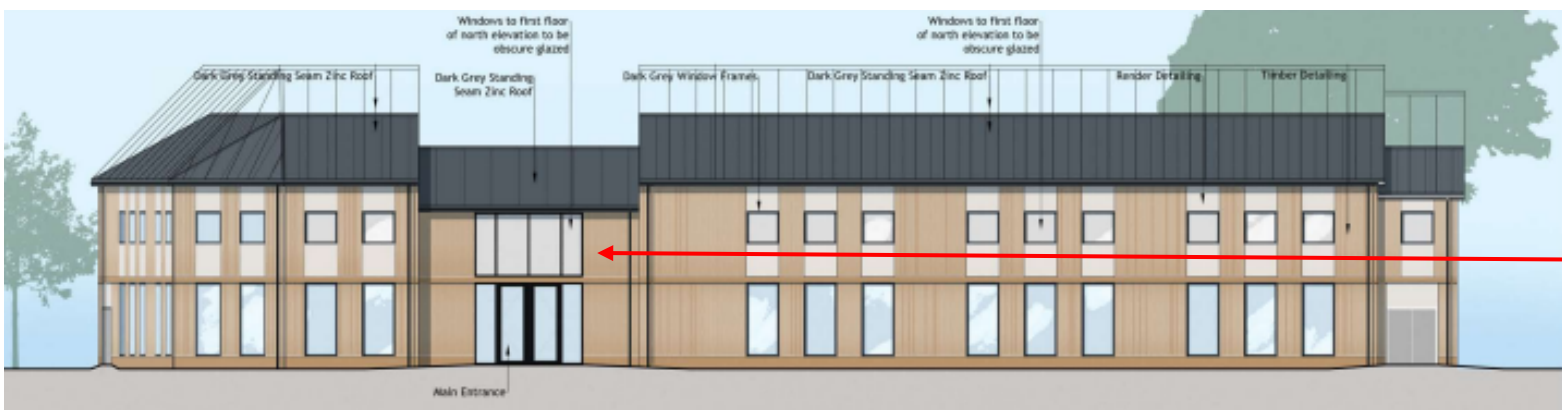 Windows to first floor
of north elevation to be
obscure glazed
Windows to first floor
of north elevation to be
obscure glazed
Dark Grey Standing Seam Zinc Roof
Dark Grey Standing
Seam Zinc Roof
Dark Grey Window Frames
Dark Grey Standing Seam Zinc Roof
Render Detailing
Timber Detailing
Main Entrance